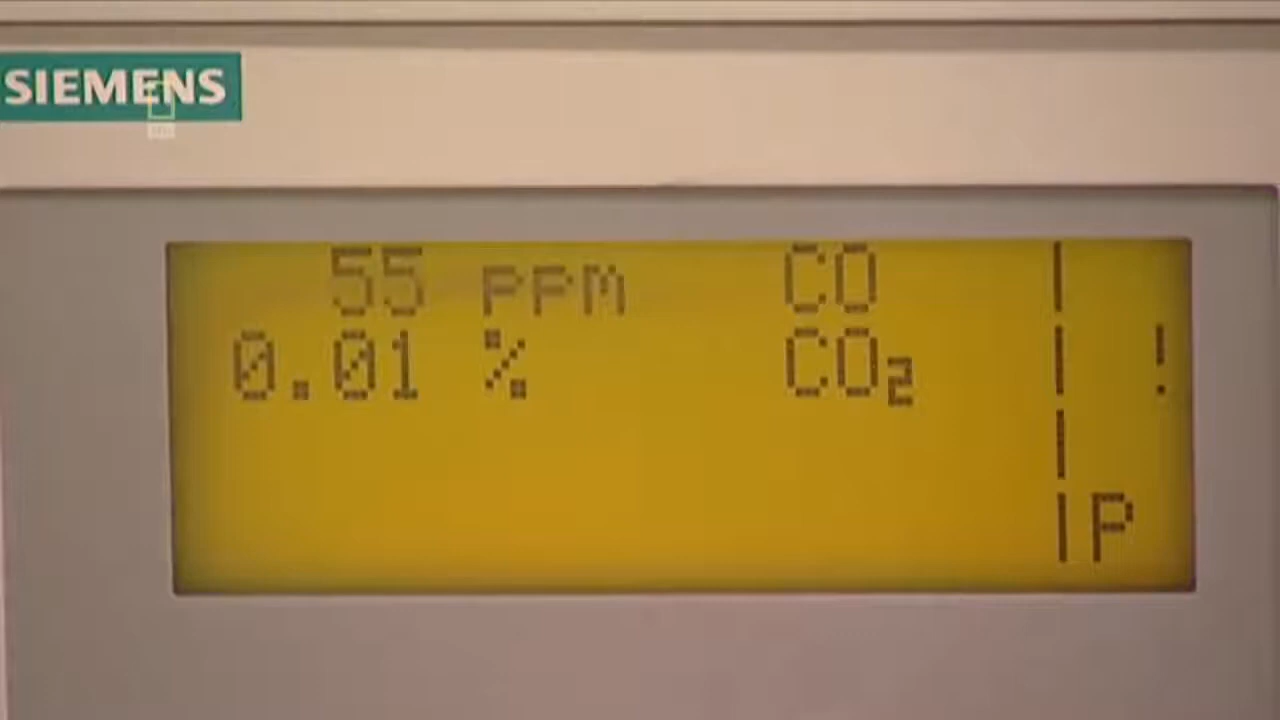 SIEMENS
55 ppm CO |
0.01 % CO₂ | !
|
| P